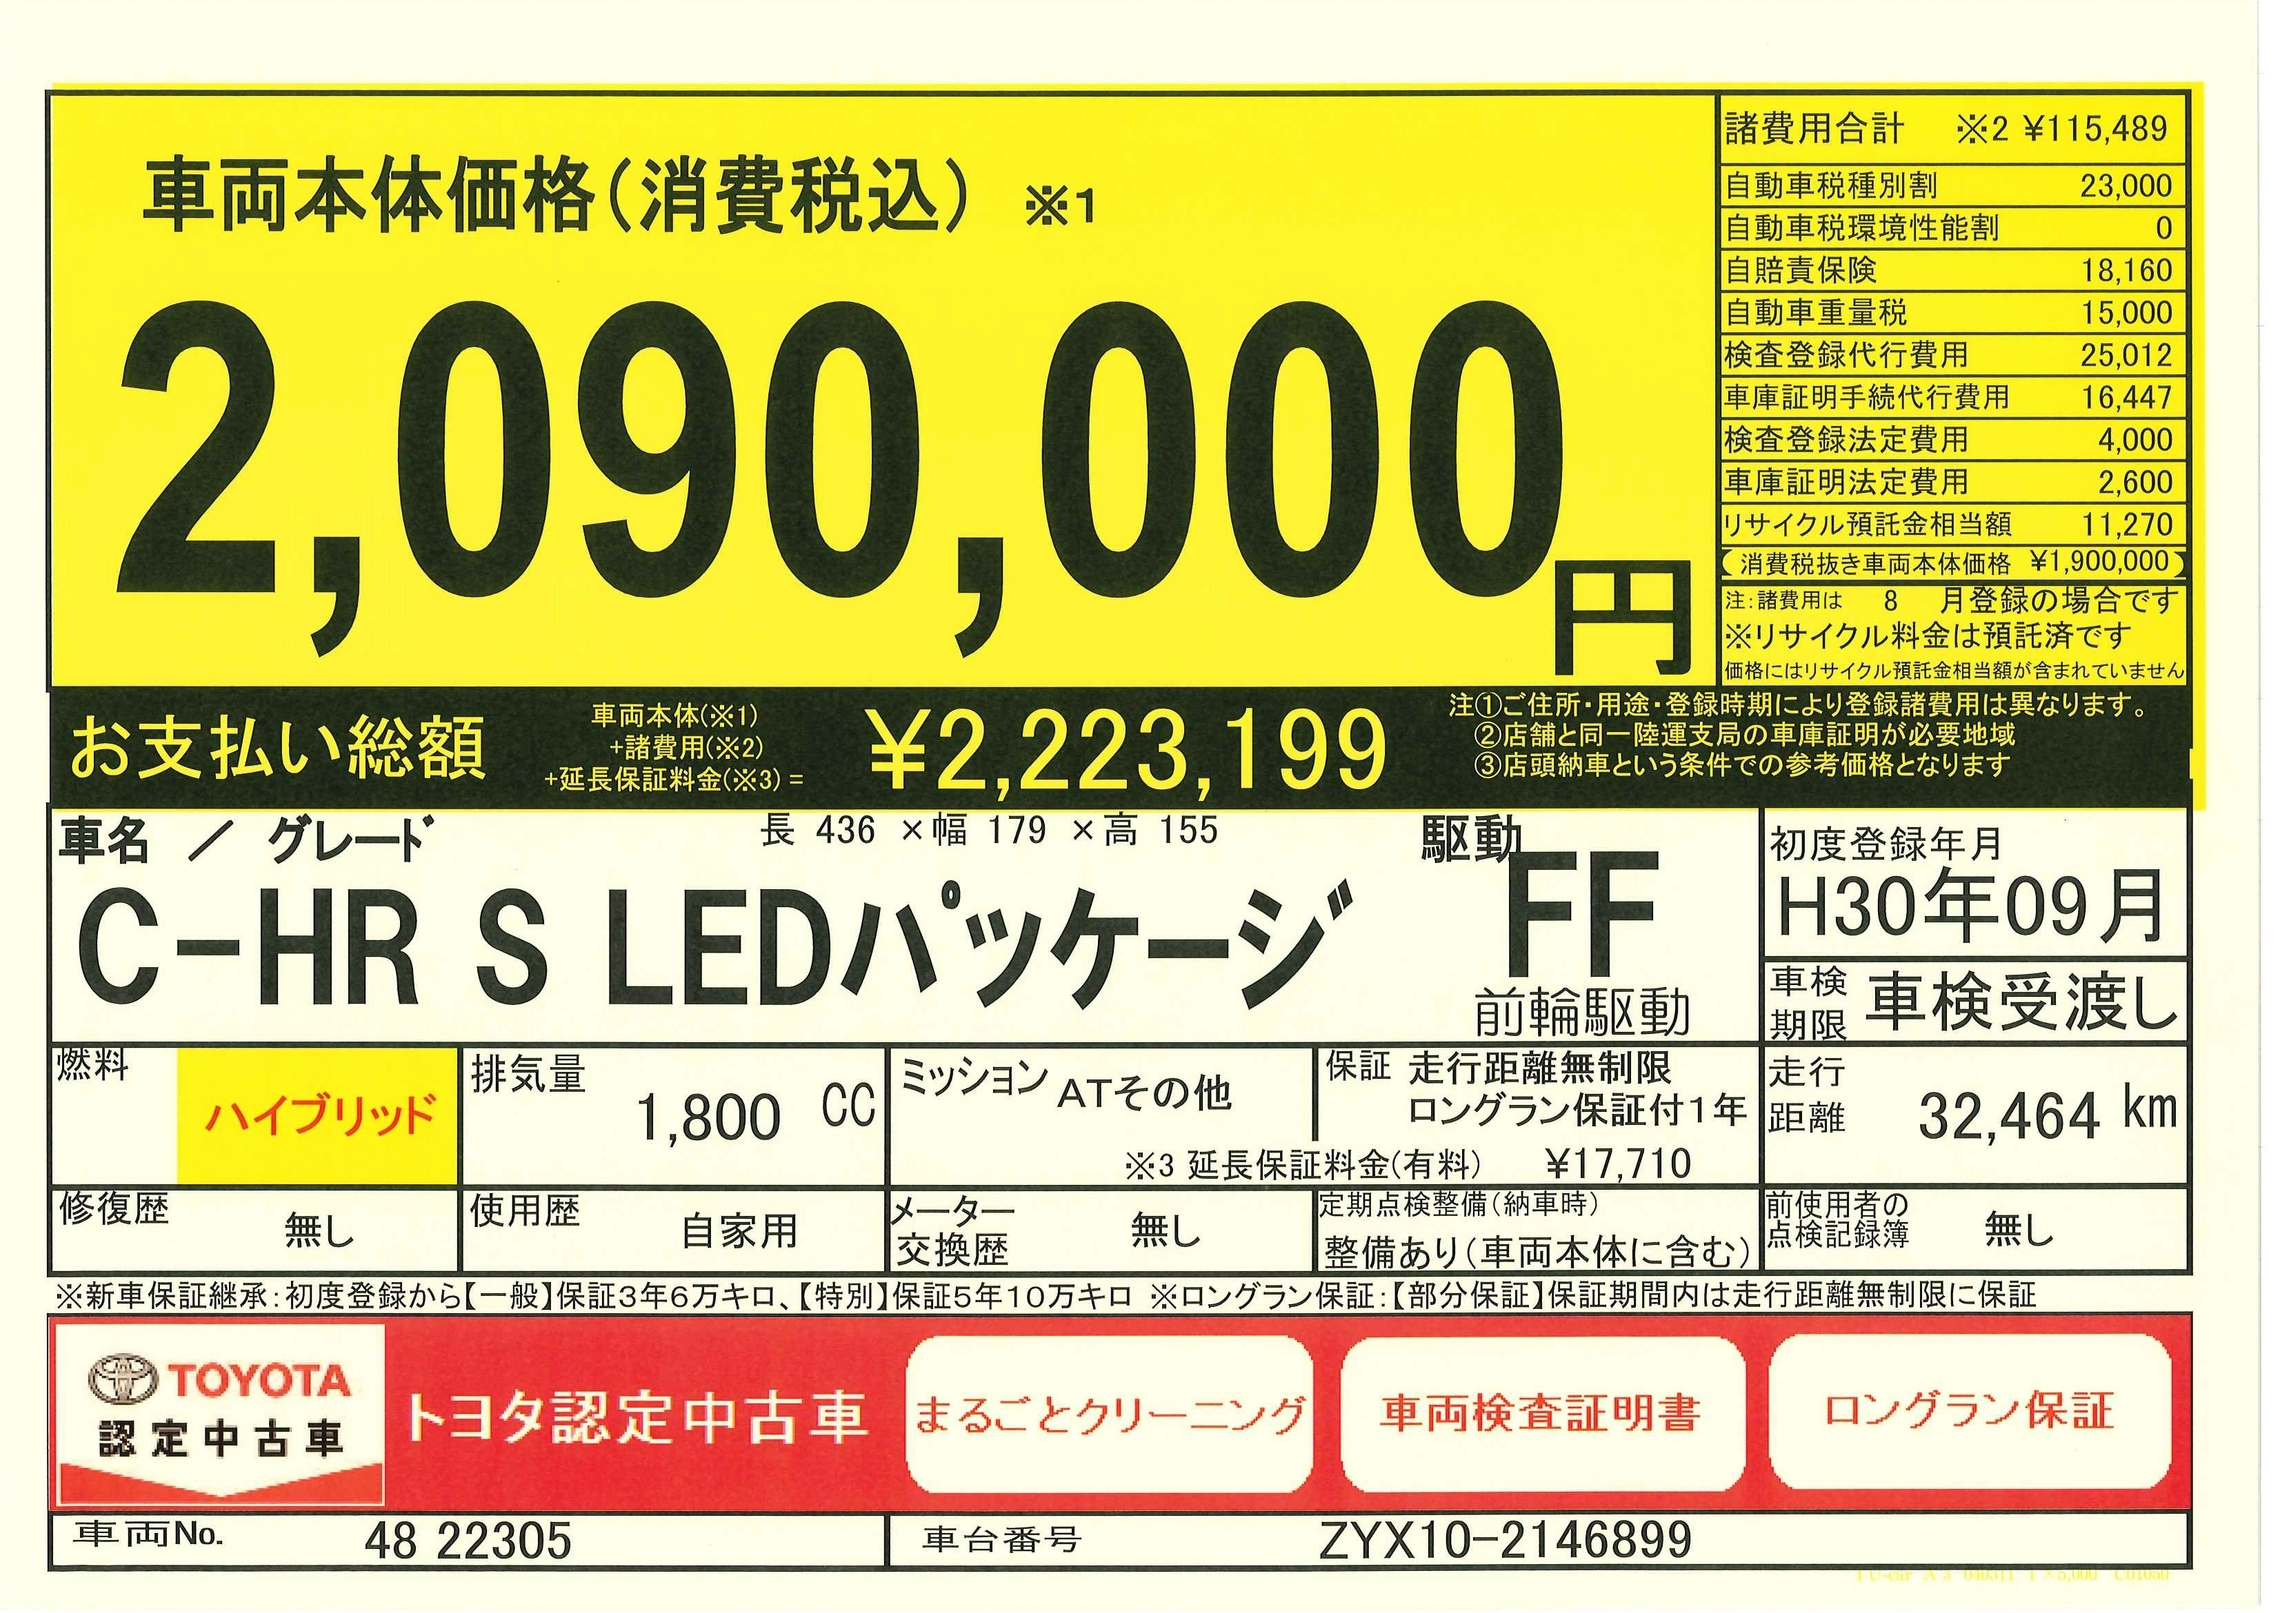 車両本体価格(消費税込) ※1
2,090,000円
諸費用合計 ※2 ¥115,489
自動車税種別割 23,000
自動車税環境性能割 0
自賠責保険 18,160
自動車重量税 15,000
検査登録代行費用 25,012
車庫証明手続代行費用 16,447
検査登録法定費用 4,000
車庫証明法定費用 2,600
リサイクル預託金相当額 11,270
(消費税抜き車両本体価格 ¥1,900,000)
注:諸費用は 8 月登録の場合です
※リサイクル料金は預託済です
価格にはリサイクル預託金相当額が含まれていません
お支払い総額
車両本体(※1)
+諸費用(※2)
+延長保証料金(※3)=
¥2,223,199
注①ご住所・用途・登録時期により登録諸費用は異なります。
②店舗と同一陸運支局の車庫証明が必要地域
③店頭納車という条件での参考価格となります
車名 / グレード
長 436 ×幅 179 ×高 155
C-HR S LEDパッケージ
駆動
FF
前輪駆動
初度登録年月
H30年09月
車検期限 車検受渡し
燃料
ハイブリッド
排気量
1,800 CC
ミッション ATその他
保証 走行距離無制限
ロングラン保証付1年
※3 延長保証料金(有料) ¥17,710
走行距離 32,464 km
修復歴 無し
使用歴 自家用
メーター交換歴 無し
定期点検整備(納車時)
整備あり(車両本体に含む)
前使用者の点検記録簿 無し
※新車保証継承:初度登録から【一般】保証3年6万キロ、【特別】保証5年10万キロ ※ロングラン保証:【部分保証】保証期間内は走行距離無制限に保証
TOYOTA
認定中古車
トヨタ認定中古車
まるごとクリーニング
車両検査証明書
ロングラン保証
車両No. 48 22305
車台番号 ZYX10-2146899